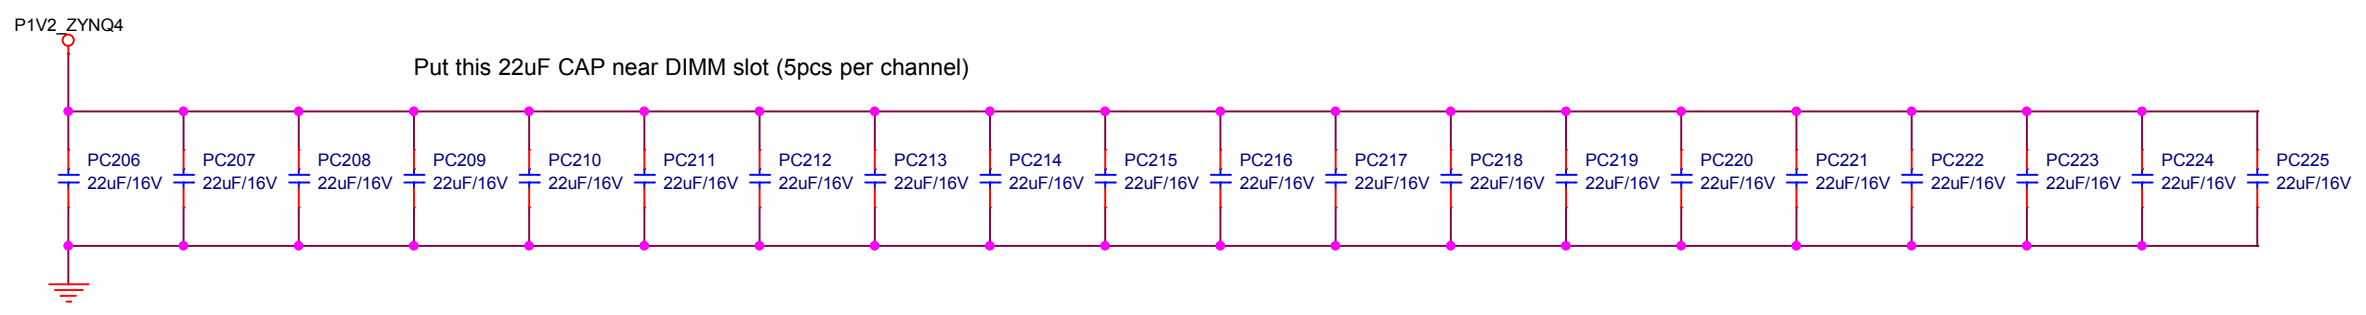 P1V2_ZYNQ4
Put this 22uF CAP near DIMM slot (5pcs per channel)
PC206 PC207 PC208 PC209 PC210 PC211 PC212 PC213 PC214 PC215 PC216 PC217 PC218 PC219 PC220 PC221 PC222 PC223 PC224 PC225
22uF/16V 22uF/16V 22uF/16V 22uF/16V 22uF/16V 22uF/16V 22uF/16V 22uF/16V 22uF/16V 22uF/16V 22uF/16V 22uF/16V 22uF/16V 22uF/16V 22uF/16V 22uF/16V 22uF/16V 22uF/16V 22uF/16V 22uF/16V